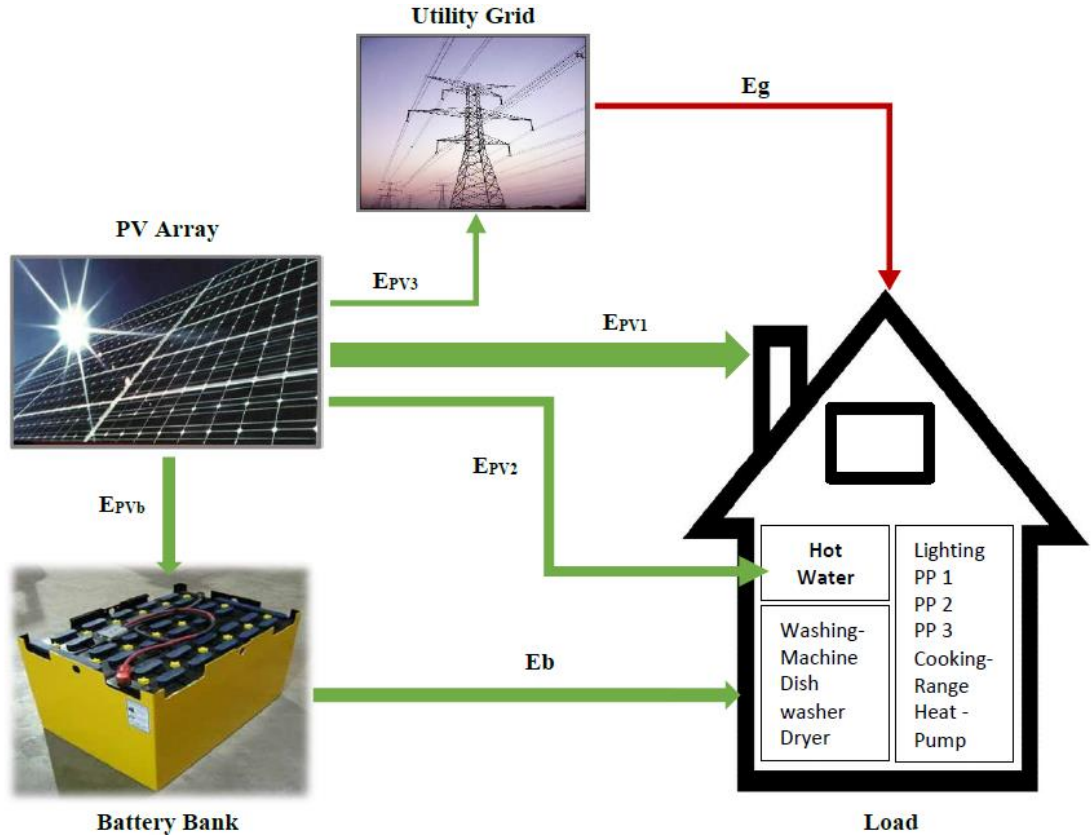 Utility Grid
Eg
PV Array
EPV3
EPV1
EPV2
EPVb
Hot
Water
Washing-
Machine
Dish
washer
Dryer
Lighting
PP 1
PP 2
PP 3
Cooking-
Range
Heat -
Pump
Eb
Battery Bank
Load